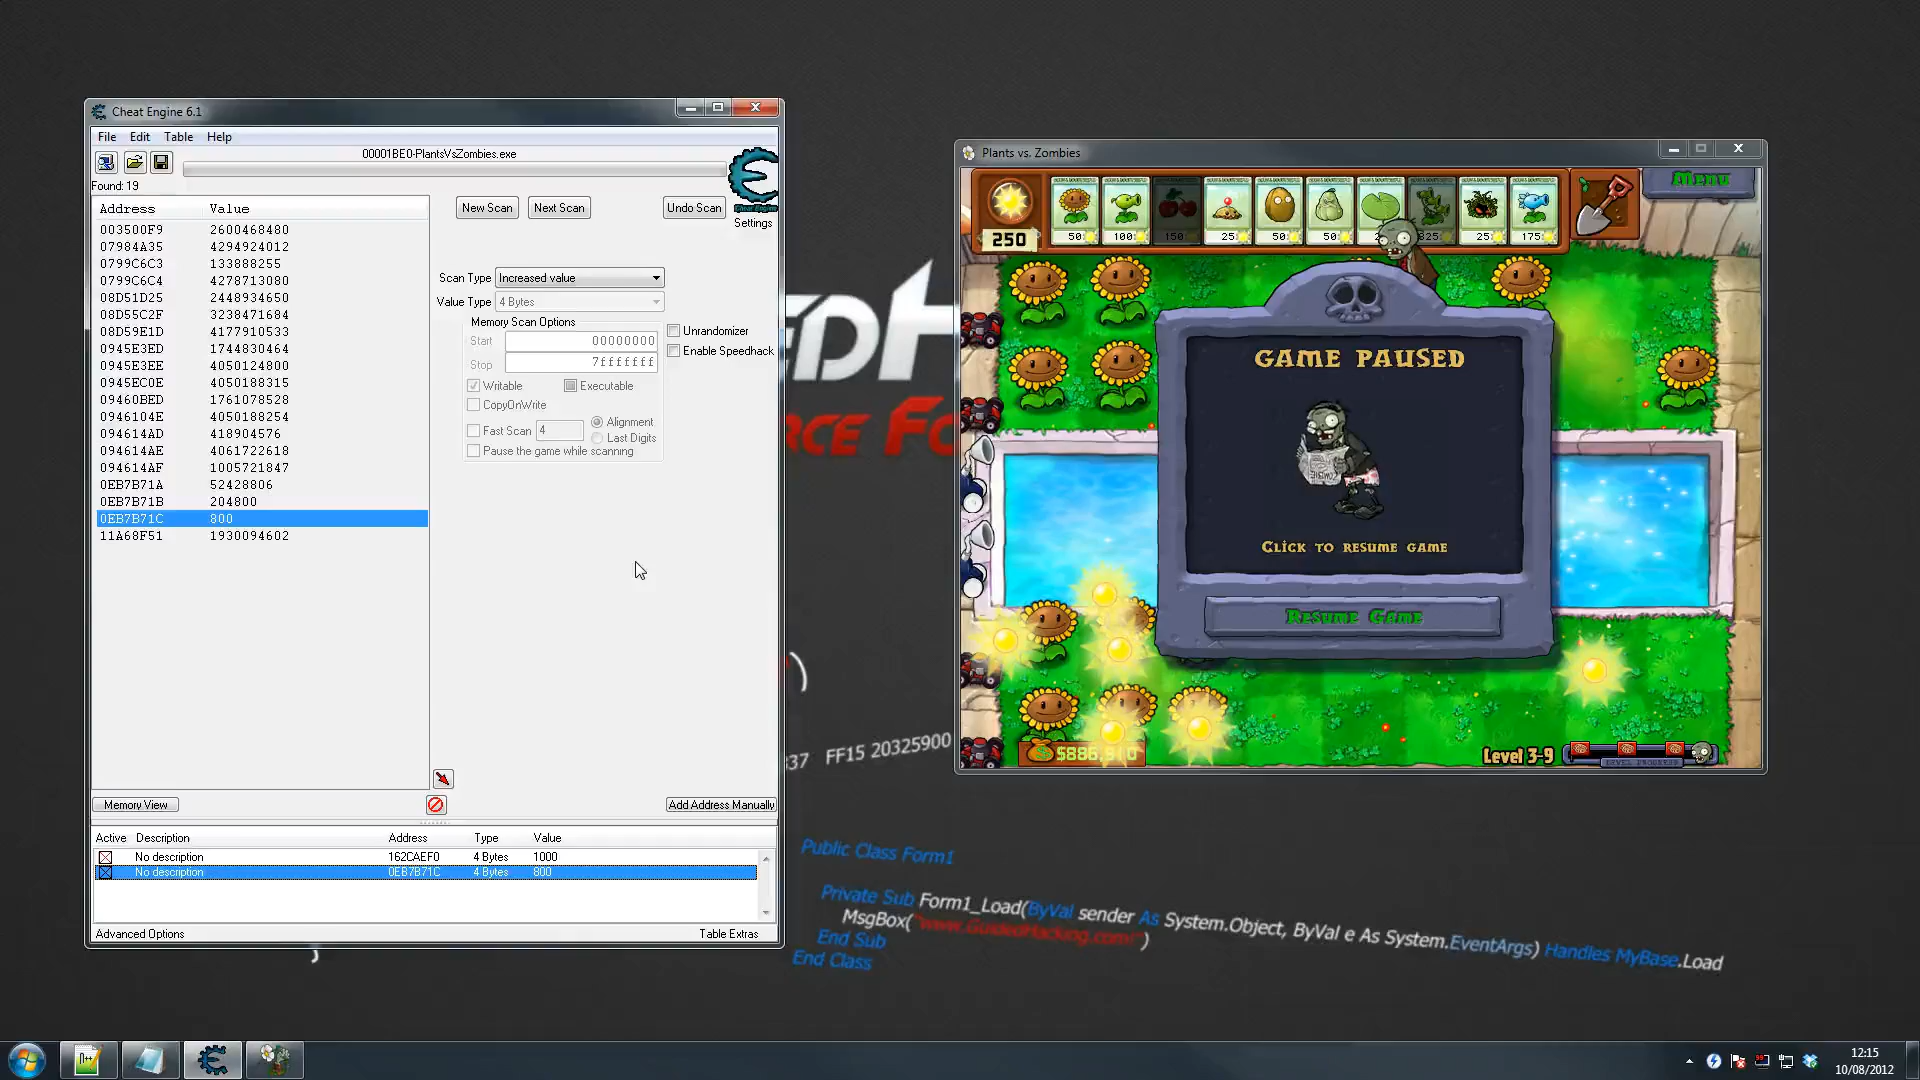 Cheat Engine 6.1
File Edit Table Help
00001BE0-PlantsVsZombies.exe
Found: 19
Cheat Engine
Settings
Address Value
003500F9 2600468480
07984A35 4294924012
0799C6C3 133888255
0799C6C4 4278713080
08D51D25 2448934650
08D55C2F 3238471684
08D59E1D 4177910533
0945E3ED 1744830464
0945E3EE 4050124800
0945EC0E 4050188315
09460BED 1761078528
0946104E 4050188254
094614AD 418904576
094614AE 4061722618
094614AF 1005721847
0EB7B71A 52428806
0EB7B71B 204800
0EB7B71C 800
11A68F51 1930094602
New Scan Next Scan Undo Scan
Scan Type Increased value
Value Type 4 Bytes
Memory Scan Options
Start 00000000
Stop 7fffffff
Writable Executable
CopyOnWrite
Fast Scan 4 Alignment
Last Digits
Pause the game while scanning
Unrandomizer
Enable Speedhack
Memory View
Add Address Manually
Active Description Address Type Value
No description 162CAEF0 4 Bytes 1000
No description 0EB7B71C 4 Bytes 800
Advanced Options Table Extras
Plants vs. Zombies
Menu
250
50 100 150 25 50 50 325 25 175
GAME PAUSED
CLICK TO RESUME GAME
Resume Game
Level 3-9
LEVEL PROGRESS
37 FF15 20325900
Public Class Form1
Private Sub Form1_Load(ByVal sender As System.Object, ByVal e As System.EventArgs) Handles MyBase.Load
MsgBox("www.GuidedHacking.com!")
End Sub
End Class
12:15
10/08/2012